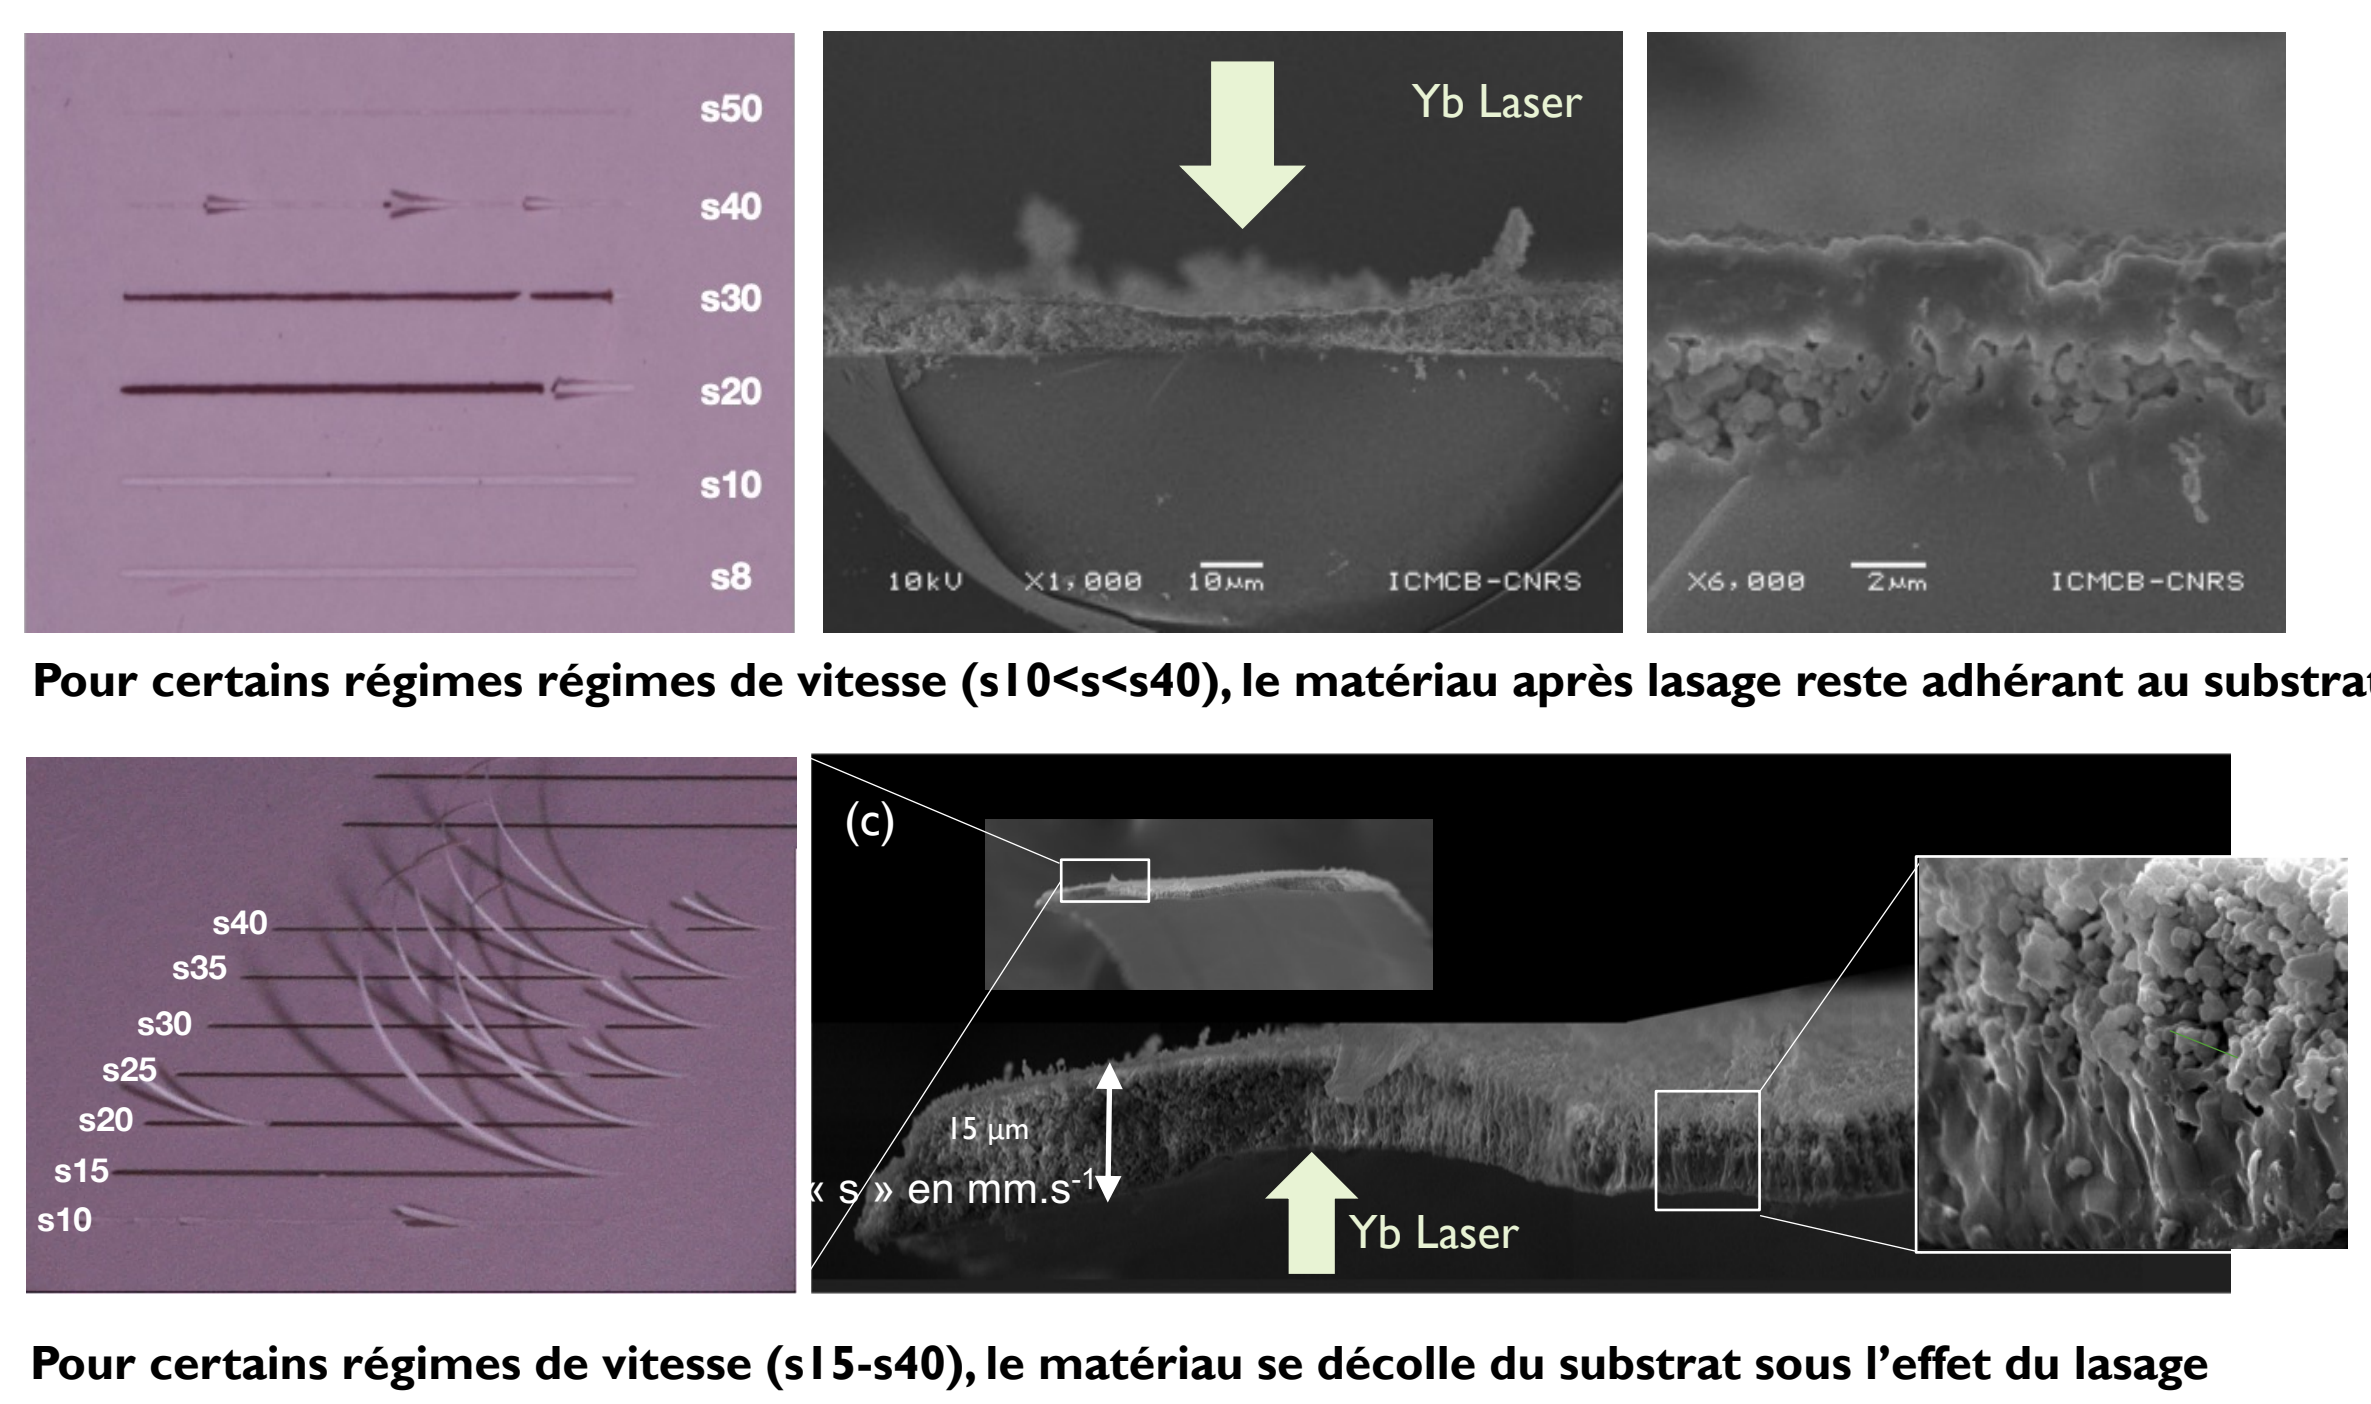 s50
s40
s30
s20
s10
s8
Yb Laser
10kV X1,000 10µm ICMCB-CNRS
X6,000 2µm ICMCB-CNRS
Pour certains régimes régimes de vitesse (s10<s<s40), le matériau après lasage reste adhérant au substrat
s40
s35
s30
s25
s20
s15
s10
(c)
15 µm
« s » en mm.s-1
Yb Laser
Pour certains régimes de vitesse (s15-s40), le matériau se décolle du substrat sous l’effet du lasage